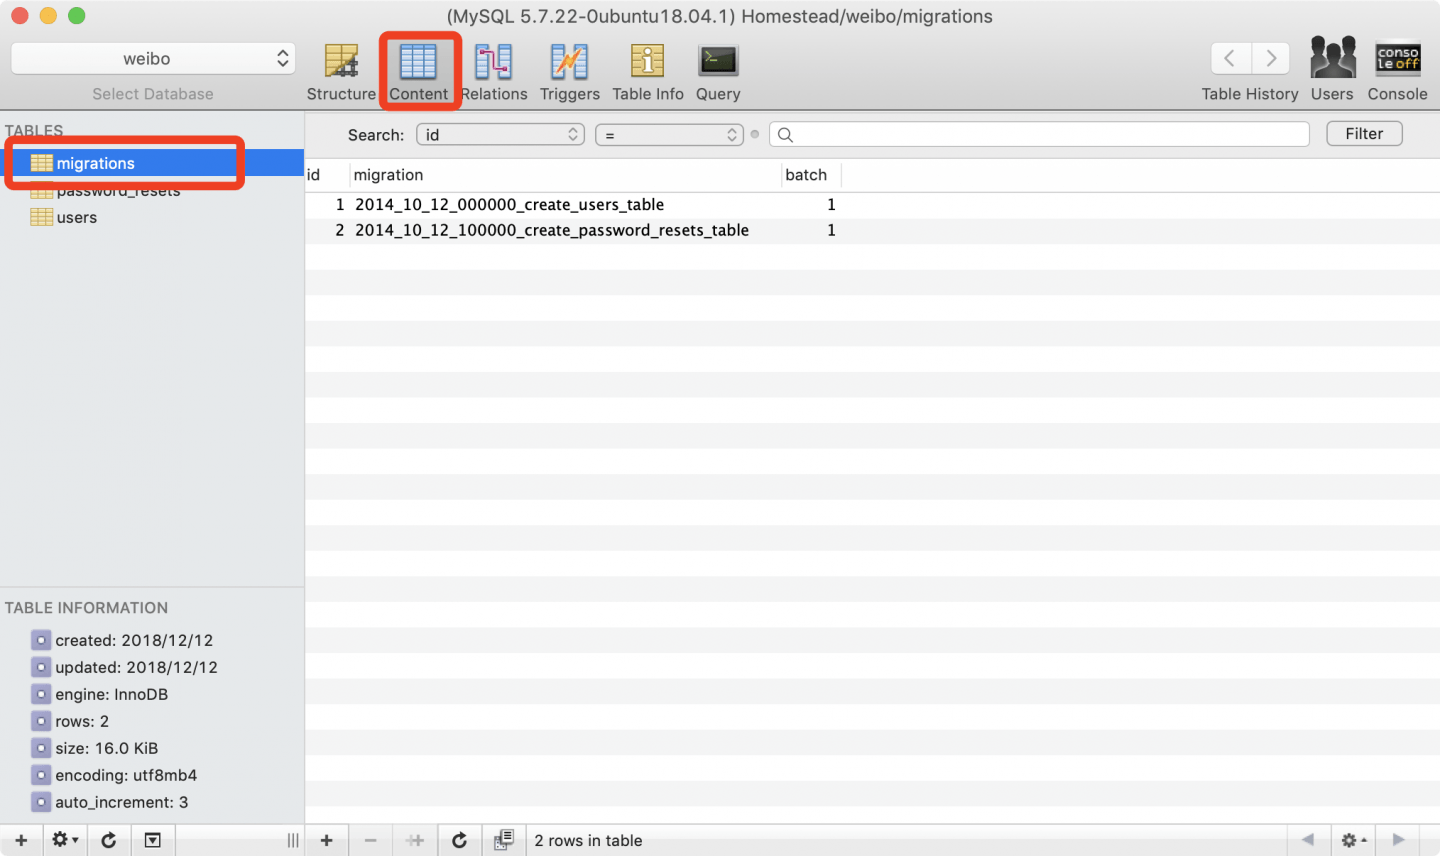 (MySQL 5.7.22-0ubuntu18.04.1) Homestead/weibo/migrations
weibo
Select Database
Structure
Content
Relations
Triggers
Table Info
Query
Table History
Users
conso
le off
Console
TABLES
migrations
password_resets
users
Search:
id
=
Filter
id migration batch
1 2014_10_12_000000_create_users_table 1
2 2014_10_12_100000_create_password_resets_table 1
TABLE INFORMATION
created: 2018/12/12
updated: 2018/12/12
engine: InnoDB
rows: 2
size: 16.0 KiB
encoding: utf8mb4
auto_increment: 3
2 rows in table